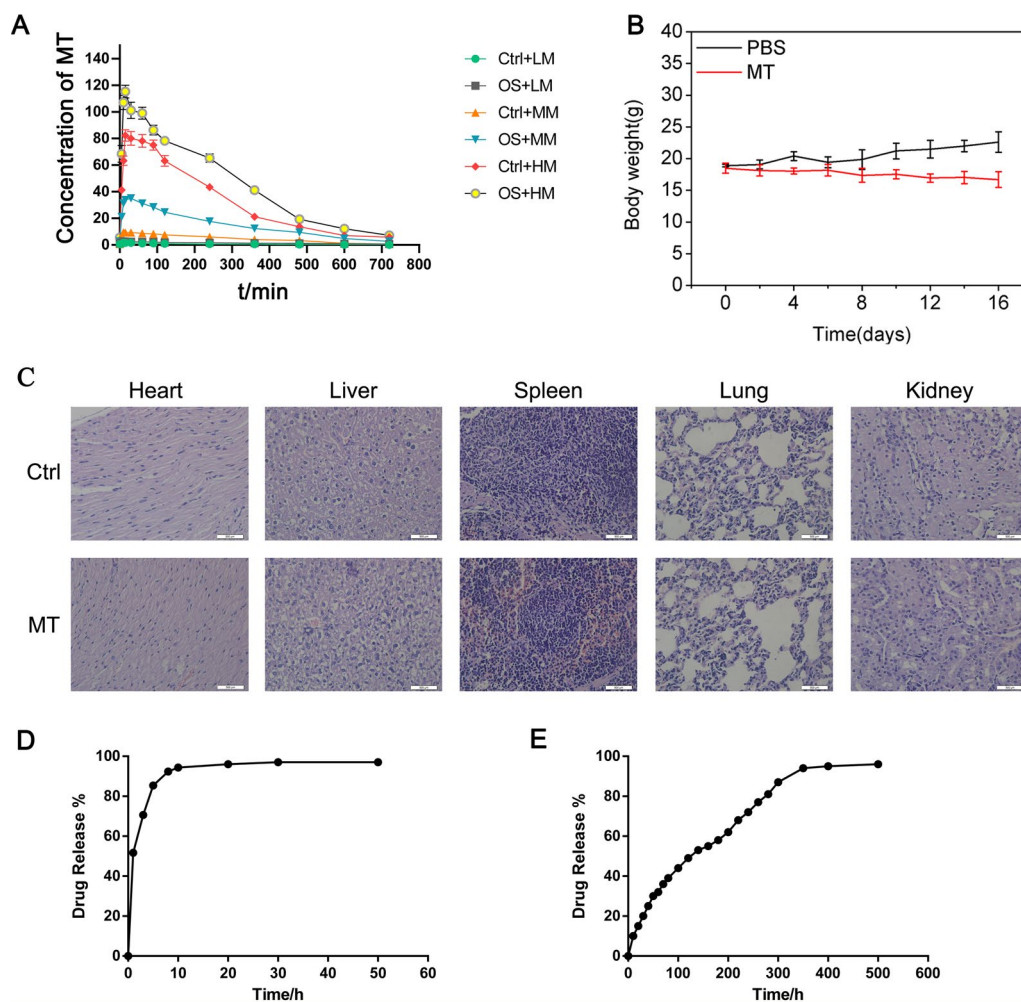 A
Concentration of MT
140
120
100
80
60
40
20
0
0 100 200 300 400 500 600 700 800
t/min
Ctrl+LM
OS+LM
Ctrl+MM
OS+MM
Ctrl+HM
OS+HM
B
Body weight(g)
40
35
30
25
20
15
10
5
0
PBS
MT
0 4 8 12 16
Time(days)
C
Heart Liver Spleen Lung Kidney
Ctrl
MT
D
Drug Release %
100
80
60
40
20
0
0 10 20 30 40 50 60
Time/h
E
Drug Release %
100
80
60
40
20
0
0 100 200 300 400 500 600
Time/h